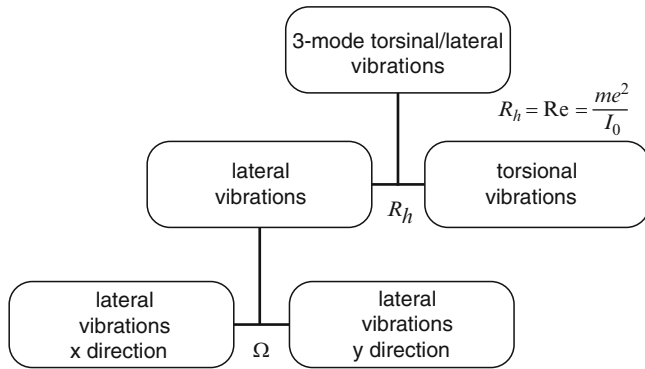 3-mode torsinal/lateral
vibrations
R_h = Re = \frac{me^2}{I_0}
lateral
vibrations
R_h
torsional
vibrations
lateral
vibrations
x direction
Ω
lateral
vibrations
y direction